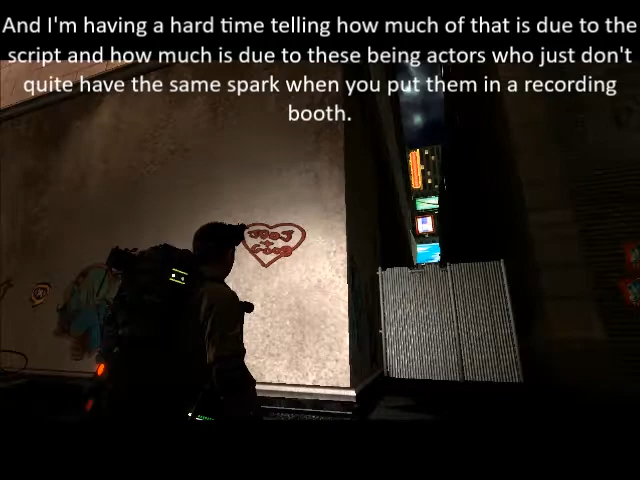 And I'm having a hard time telling how much of that is due to the
script and how much is due to these being actors who just don't
quite have the same spark when you put them in a recording
booth.